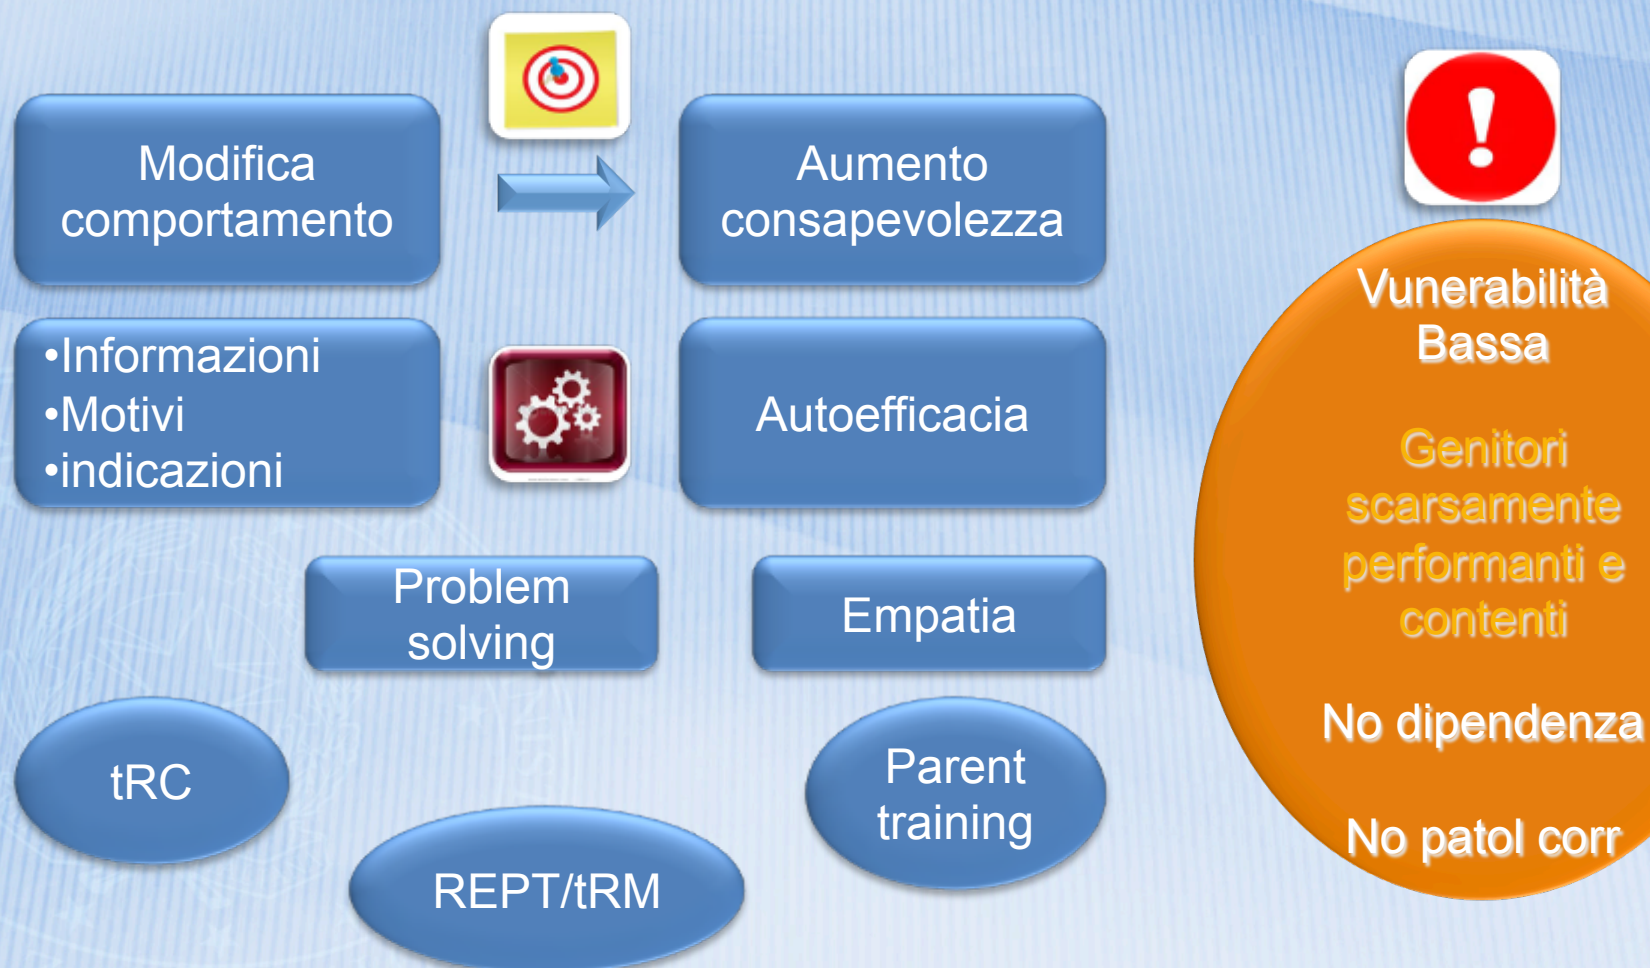 Modifica
comportamento
Aumento
consapevolezza
•Informazioni
•Motivi
•indicazioni
Autoefficacia
Problem
solving
Empatia
tRC
REPT/tRM
Parent
training
Vunerabilità
Bassa
Genitori
scarsamente
performanti e
contenti
No dipendenza
No patol corr